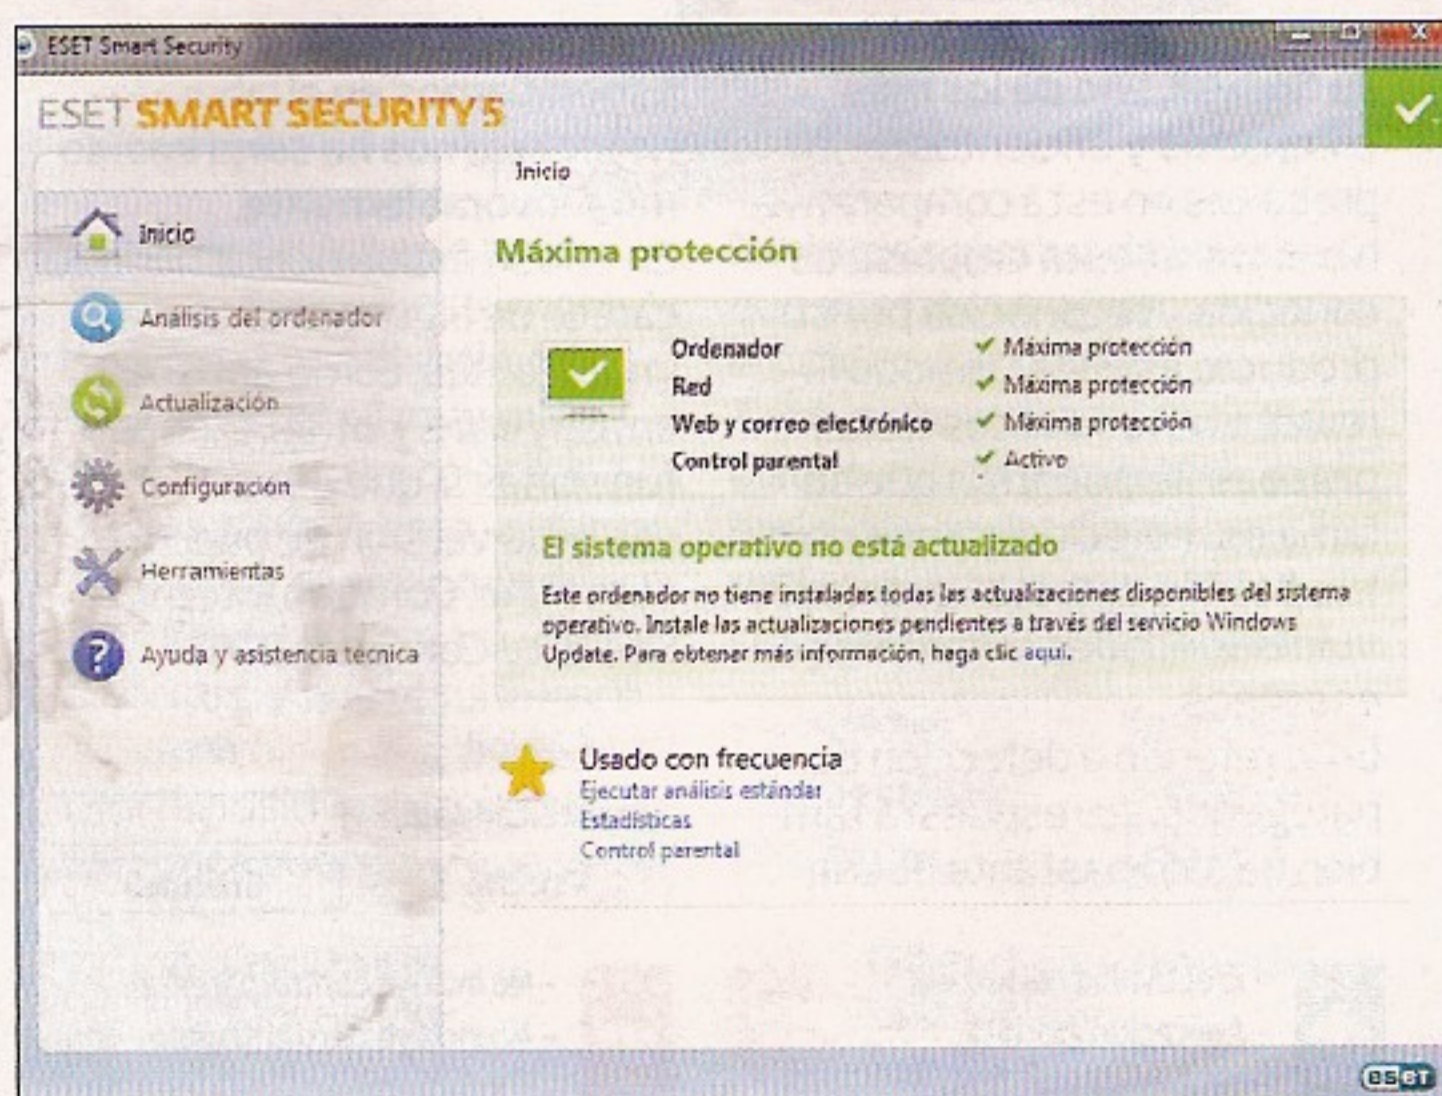 ESET Smart Security
ESET SMART SECURITY 5
Inicio
Inicio
Análisis del ordenador
Actualización
Configuración
Herramientas
Ayuda y asistencia técnica
Máxima protección
Ordenador ✔ Máxima protección
Red ✔ Máxima protección
Web y correo electrónico ✔ Máxima protección
Control parental ✔ Activo
El sistema operativo no está actualizado
Este ordenador no tiene instaladas todas las actualizaciones disponibles del sistema
operativo. Instale las actualizaciones pendientes a través del servicio Windows
Update. Para obtener más información, haga clic aquí.
Usado con frecuencia
Ejecutar análisis estándar
Estadísticas
Control parental
eset